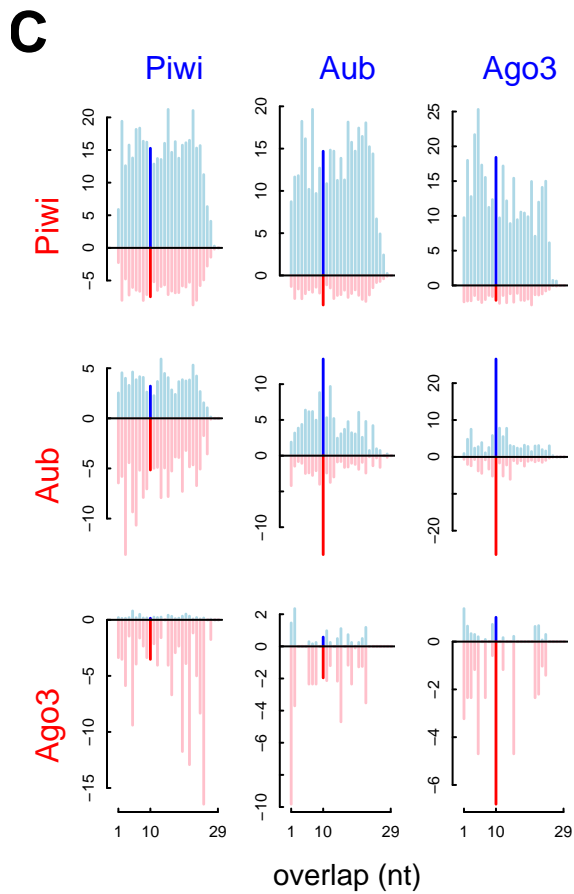 C
Piwi Aub Ago3
Piwi
20 15 10 5 0 −5
20 15 10 5 0
25 20 15 10 5 0
Aub
5 0 −5 −10
10 5 0 −10
20 10 0 −20
Ago3
0 −5 −10 −15
2 0 −2 −4 −6 −8 −10
0 −2 −4 −6
1 10 29 1 10 29 1 10 29
overlap (nt)